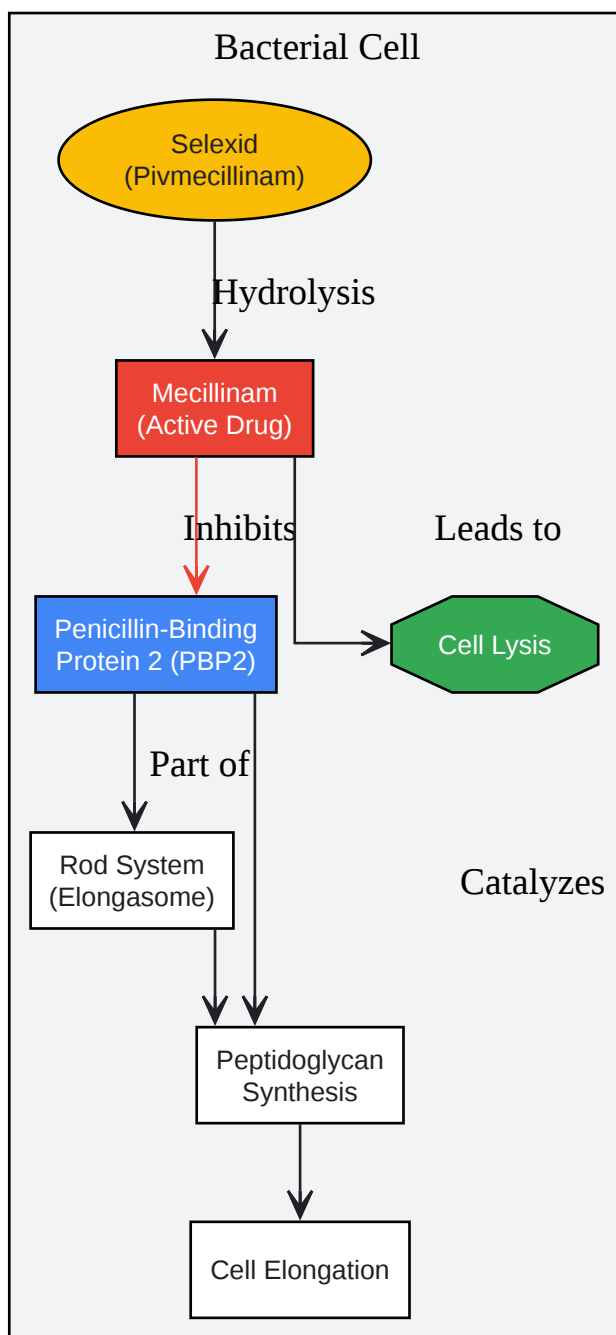 Bacterial Cell
Selexid
(Pivmecillinam)
Hydrolysis
Mecillinam
(Active Drug)
Inhibits
Leads to
Penicillin-Binding
Protein 2 (PBP2)
Cell Lysis
Part of
Rod System
(Elongasome)
Catalyzes
Peptidoglycan
Synthesis
Cell Elongation